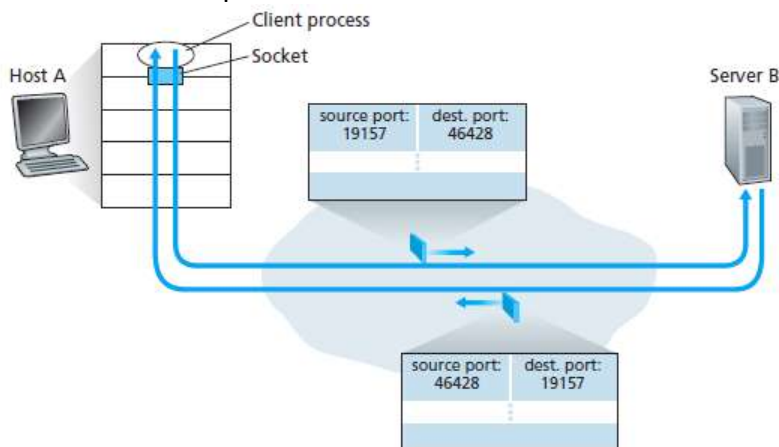 Client process
Socket
Host A
Server B
source port:
19157
dest. port:
46428
source port:
46428
dest. port:
19157